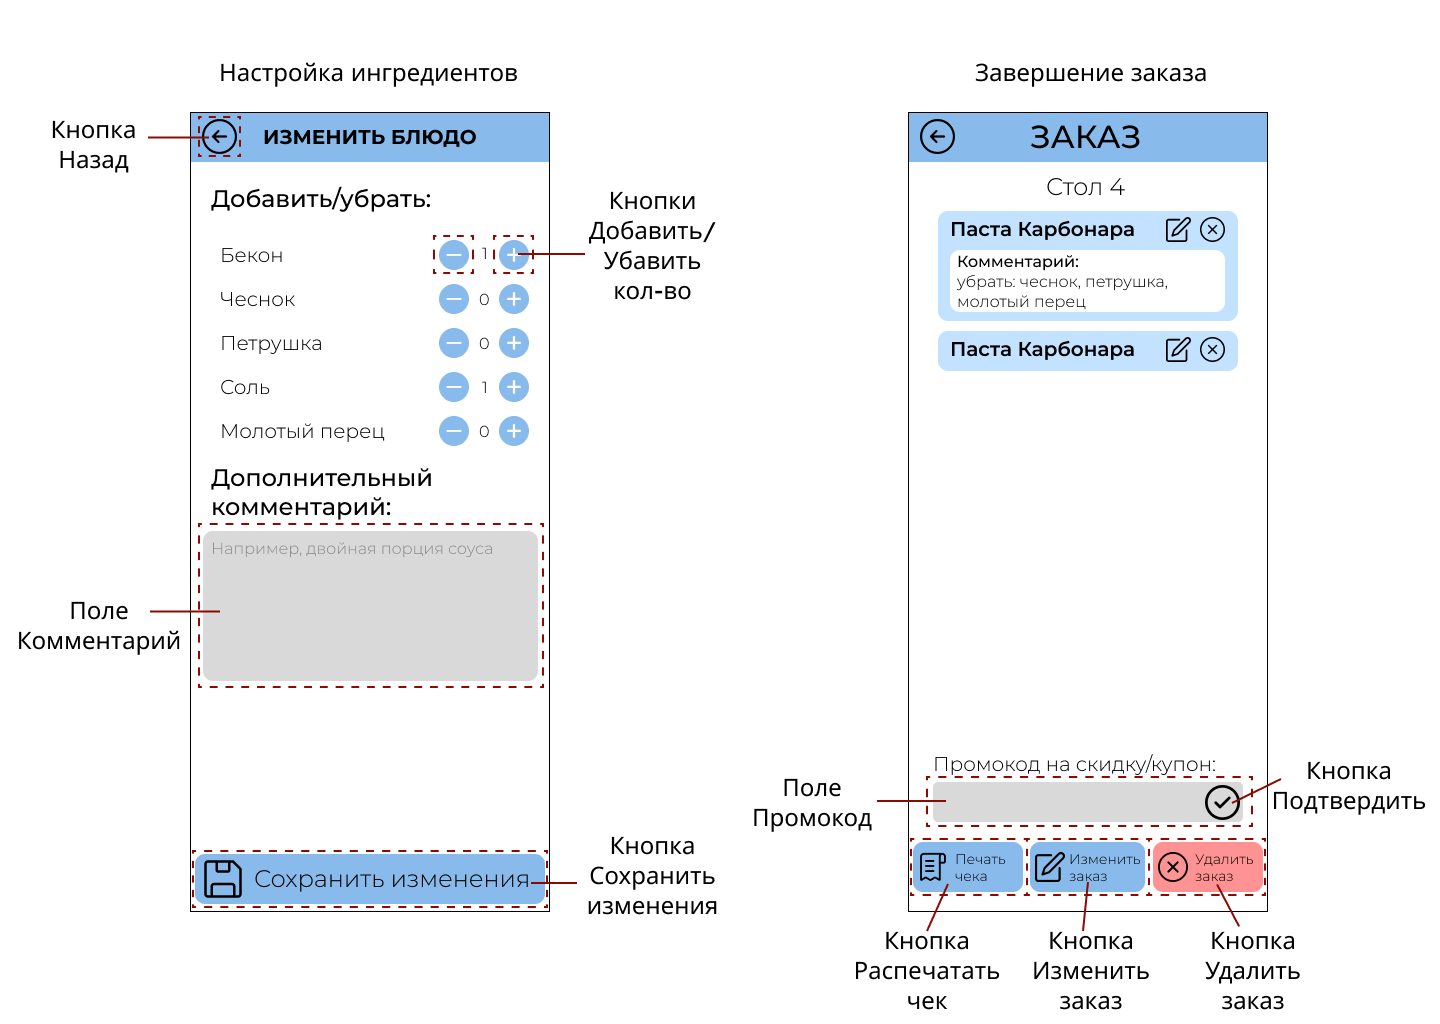 Настройка ингредиентов
Кнопка
Назад
ИЗМЕНИТЬ БЛЮДО
Добавить/убрать:
Бекон 1
Чеснок 0
Петрушка 0
Соль 1
Молотый перец 0
Кнопки
Добавить/
Убавить
кол-во
Дополнительный
комментарий:
Например, двойная порция соуса
Поле
Комментарий
Сохранить изменения
Кнопка
Сохранить
изменения
Завершение заказа
ЗАКАЗ
Стол 4
Паста Карбонара
Комментарий:
убрать: чеснок, петрушка,
молотый перец
Паста Карбонара
Промокод на скидку/купон:
Поле
Промокод
Кнопка
Подтвердить
Печать
чека
Изменить
заказ
Удалить
заказ
Кнопка
Распечатать
чек
Кнопка
Изменить
заказ
Кнопка
Удалить
заказ